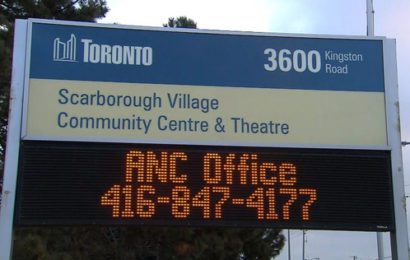 TORONTO
3600 Kingston Road
Scarborough Village
Community Centre & Theatre
ANC Office
416-847-4177